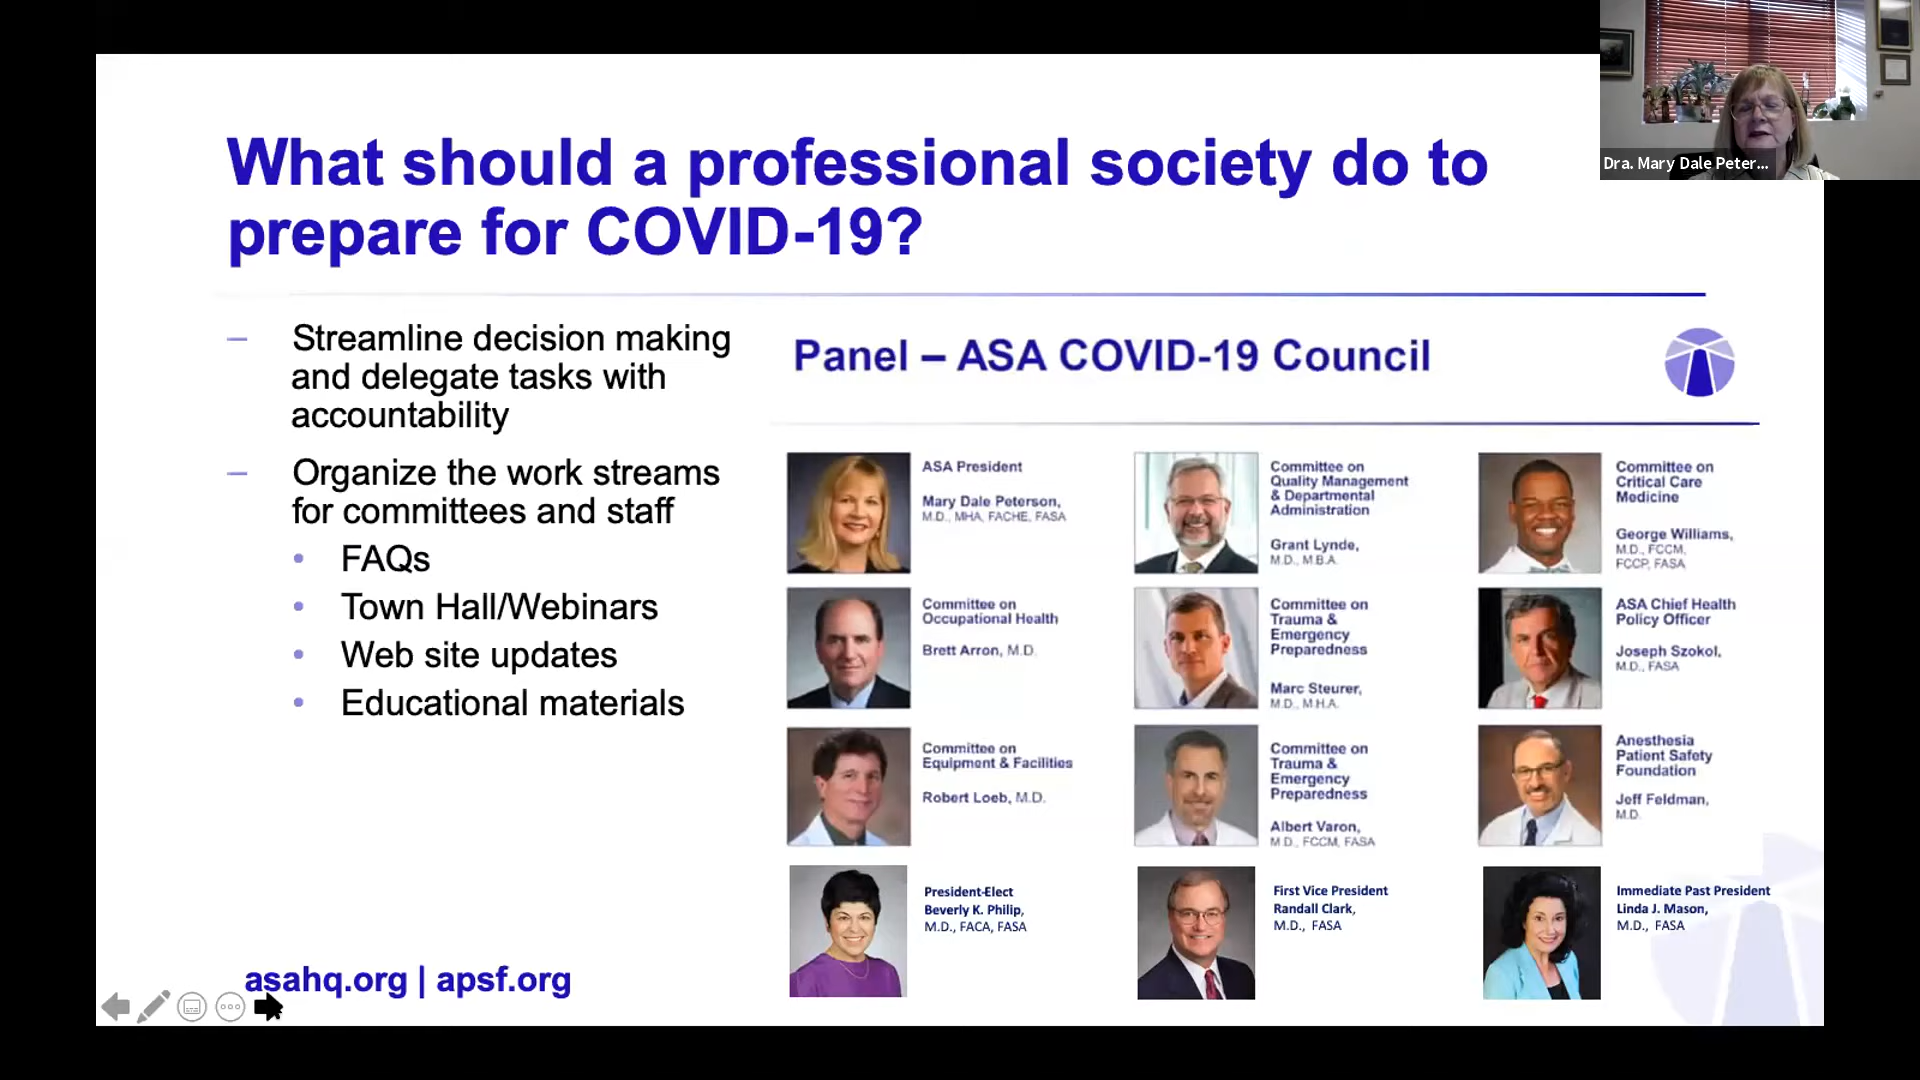 What should a professional society do to
prepare for COVID-19?
Dra. Mary Dale Peter...
– Streamline decision making
and delegate tasks with
accountability
– Organize the work streams
for committees and staff
• FAQs
• Town Hall/Webinars
• Web site updates
• Educational materials
asahq.org | apsf.org
Panel – ASA COVID-19 Council
ASA President
Mary Dale Peterson,
M.D., MHA, FACHE, FASA
Committee on
Quality Management
& Departmental
Administration
Grant Lynde,
M.D., M.B.A.
Committee on
Critical Care
Medicine
George Williams,
M.D., FCCM,
FCCP, FASA
Committee on
Occupational Health
Brett Arron, M.D.
Committee on
Trauma &
Emergency
Preparedness
Marc Steurer,
M.D., M.H.A.
ASA Chief Health
Policy Officer
Joseph Szokol,
M.D., FASA
Committee on
Equipment & Facilities
Robert Loeb, M.D.
Committee on
Trauma &
Emergency
Preparedness
Albert Varon,
M.D., FCCM, FASA
Anesthesia
Patient Safety
Foundation
Jeff Feldman,
M.D.
President-Elect
Beverly K. Philip,
M.D., FACA, FASA
First Vice President
Randall Clark,
M.D., FASA
Immediate Past President
Linda J. Mason,
M.D., FASA